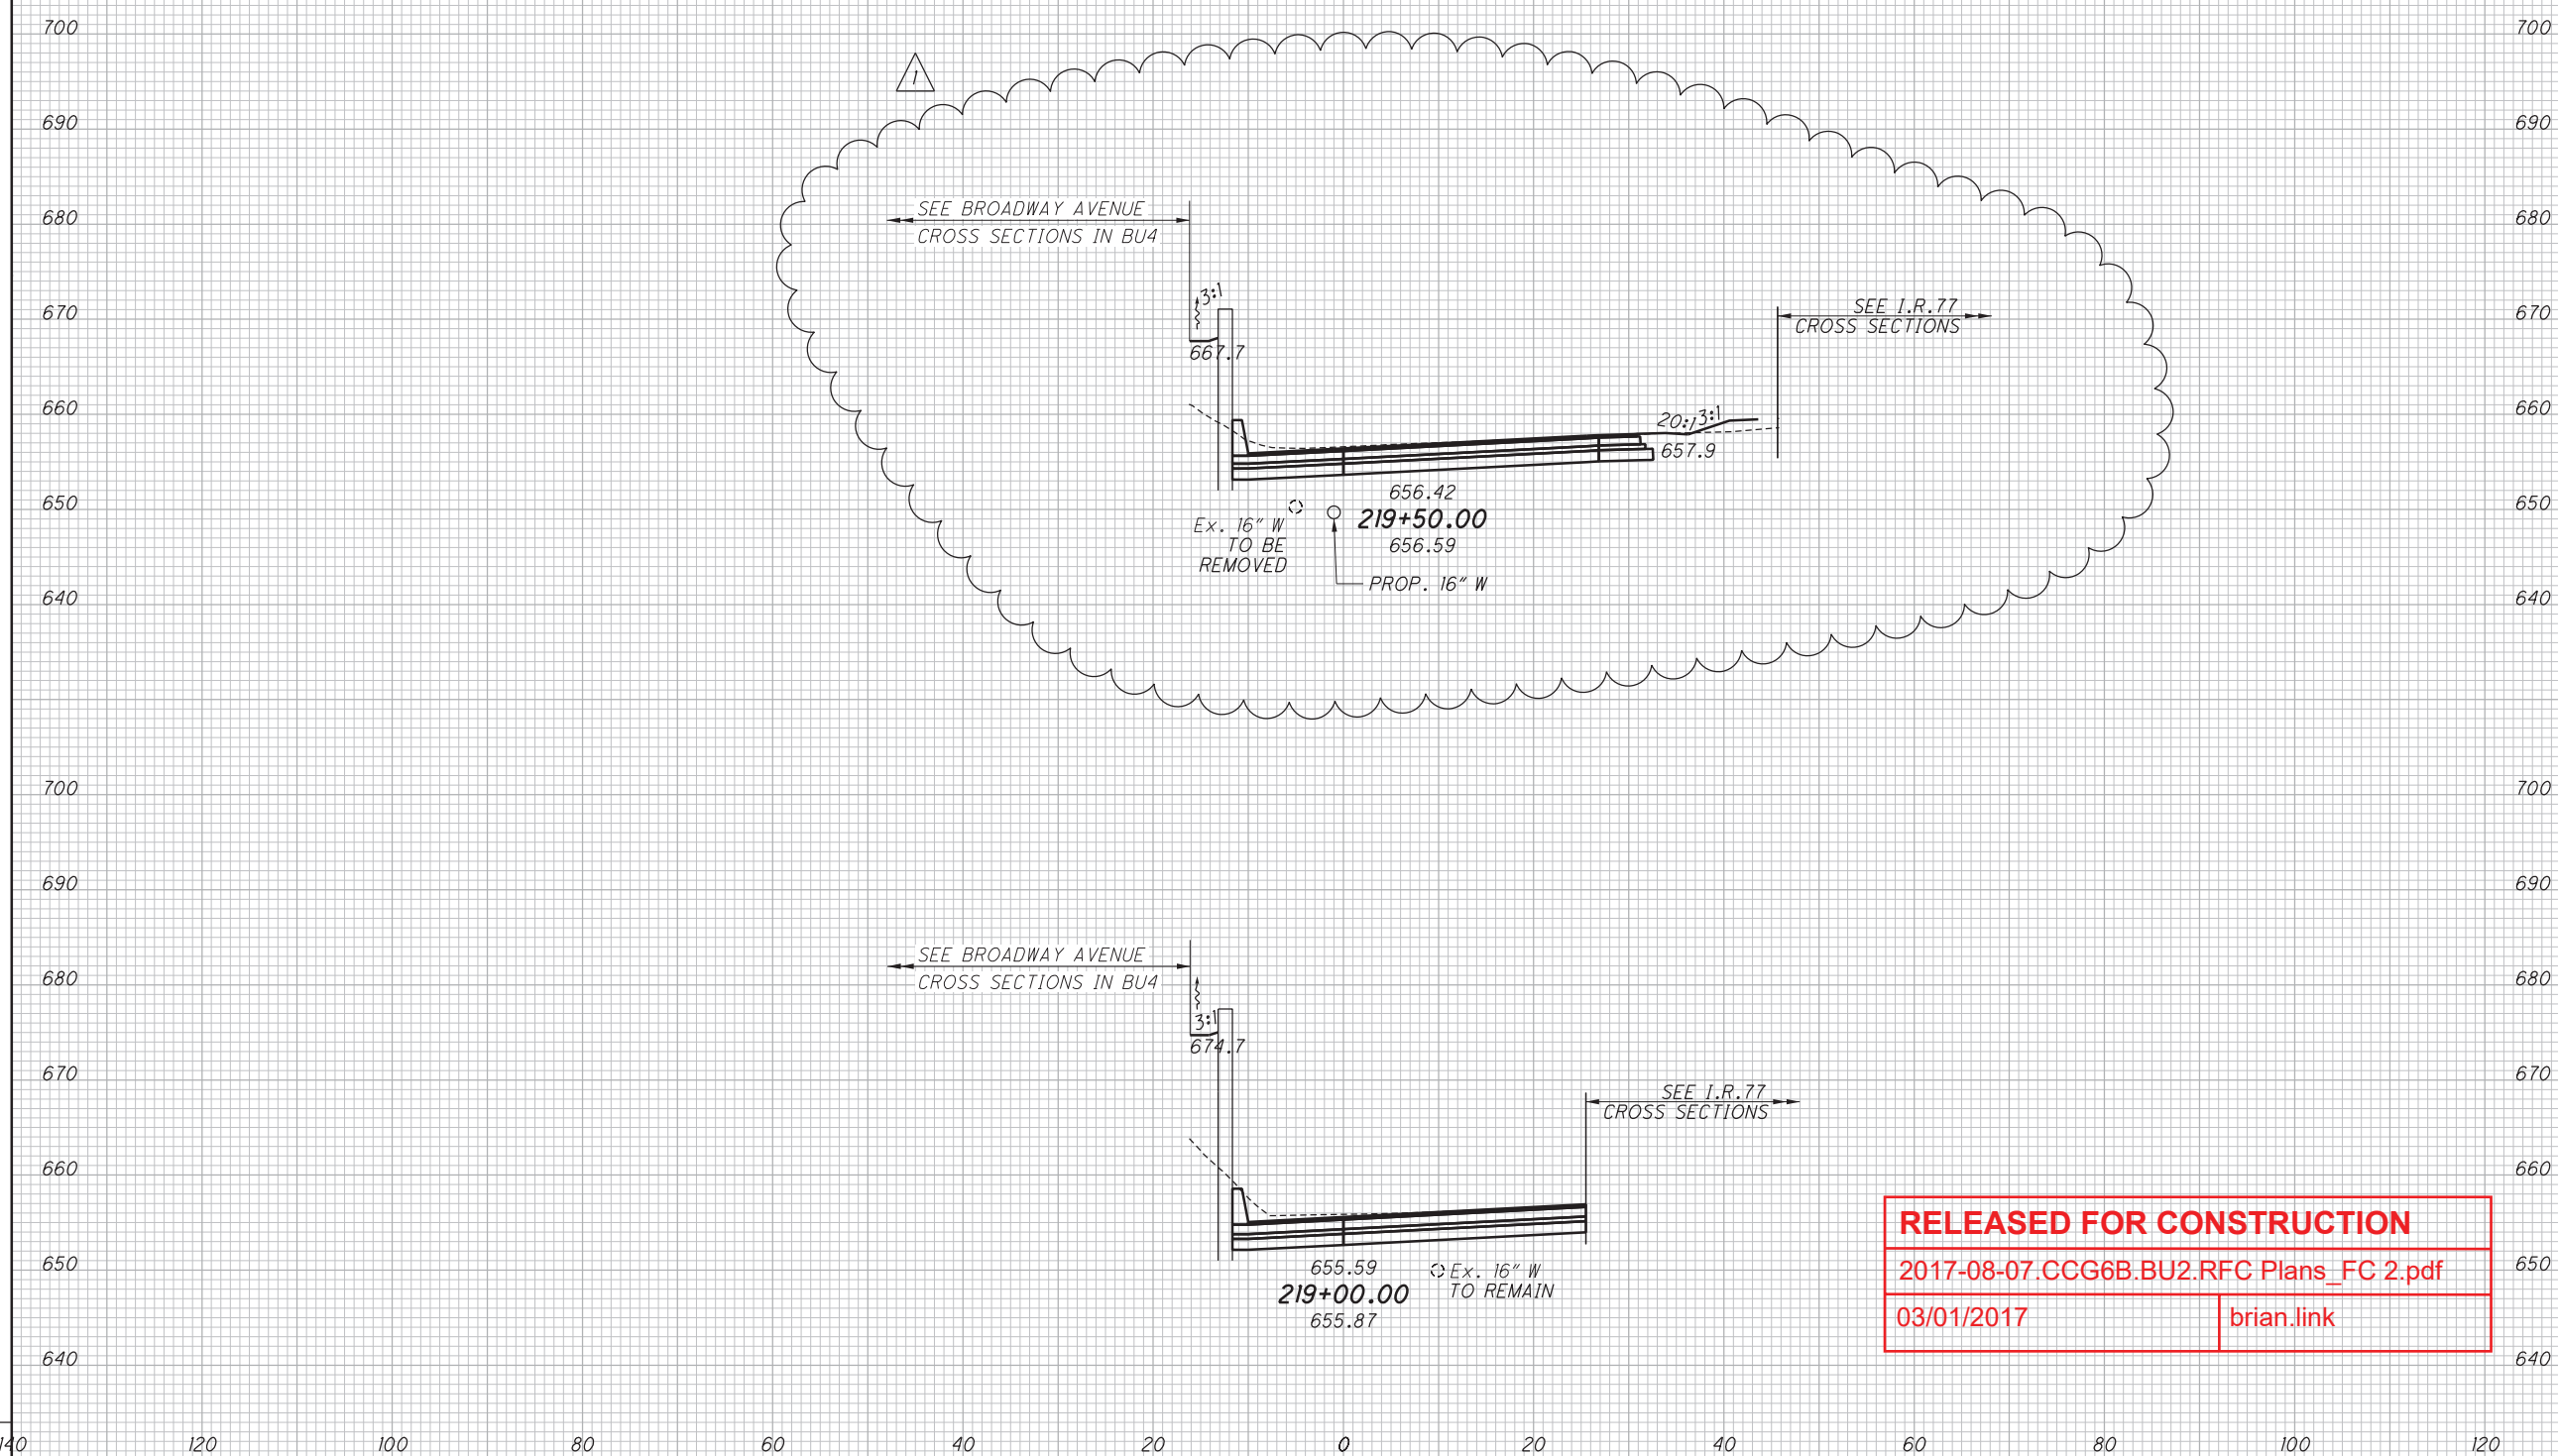 700 700
1
690 690
SEE BROADWAY AVENUE
680 680
CROSS SECTIONS IN BU4
3:1
SEE I.R.77
670 670
CROSS SECTIONS
667.7
660 660
20:1 3:1
657.9
656.42
650 650
219+50.00
Ex. 16" W
TO BE
REMOVED
656.59
PROP. 16" W
640 640
700 700
690 690
SEE BROADWAY AVENUE
680 680
CROSS SECTIONS IN BU4
3:1
674.7
670 670
SEE I.R.77
CROSS SECTIONS
660 660
650 650
655.59
219+00.00
655.87
Ex. 16" W
TO REMAIN
RELEASED FOR CONSTRUCTION
2017-08-07.CCG6B.BU2.RFC Plans_FC 2.pdf
03/01/2017 brian.link
640 640
140 120 100 80 60 40 20 0 20 40 60 80 100 120